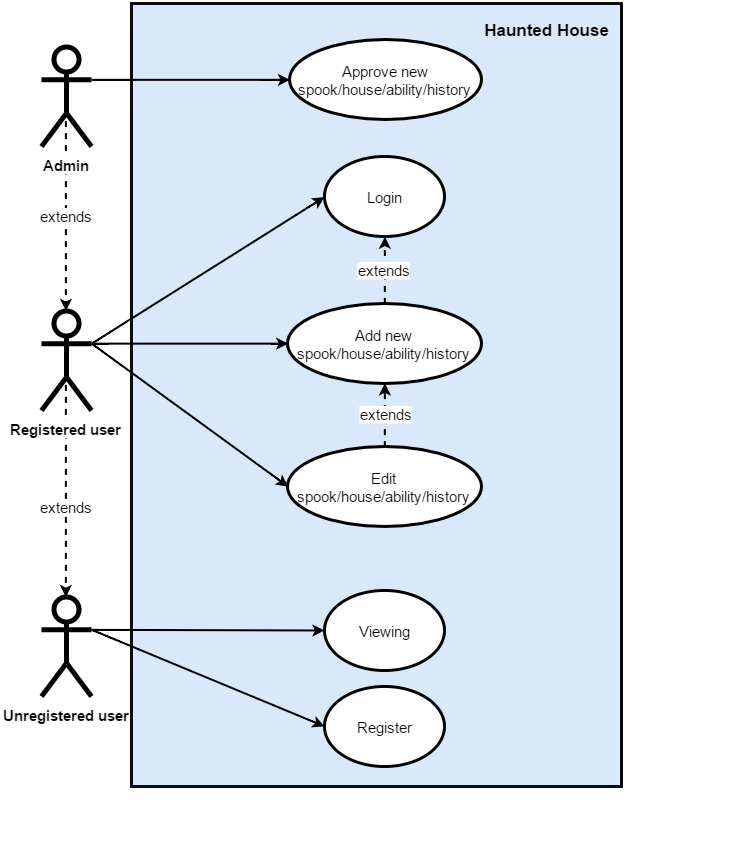 Haunted House
Approve new
spook/house/ability/history
Admin
Login
extends
extends
Add new
spook/house/ability/history
Registered user
extends
Edit
spook/house/ability/history
extends
Viewing
Unregistered user
Register